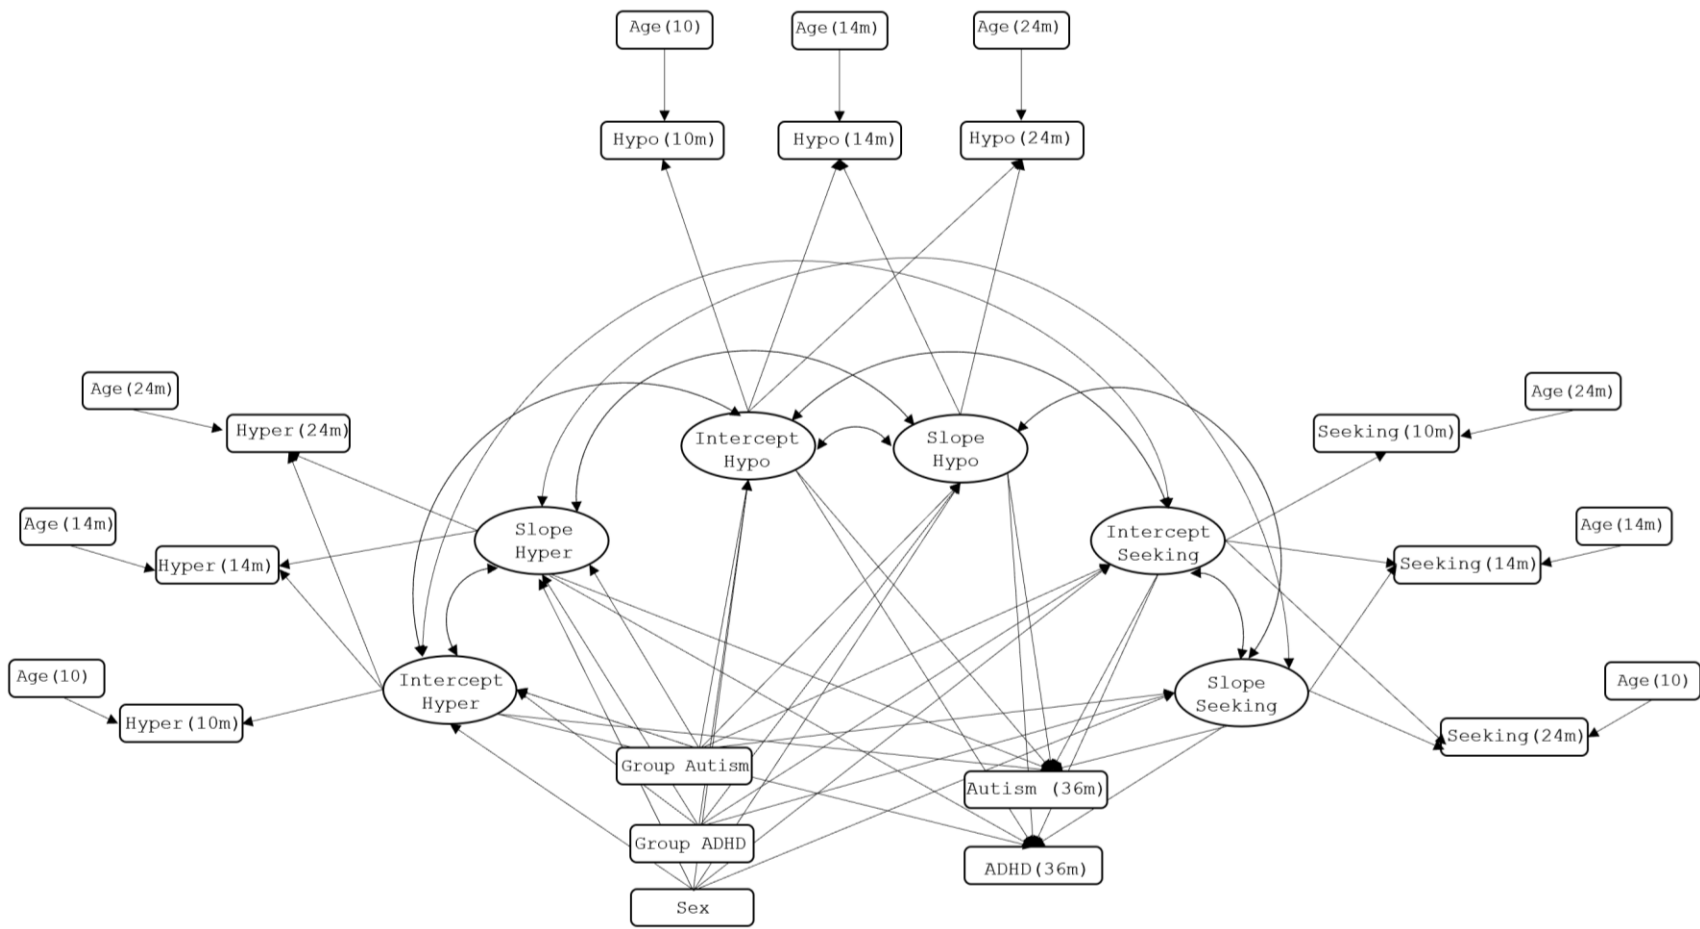 Age(10)
Age(14m)
Age(24m)
Hypo(10m)
Hypo(14m)
Hypo(24m)
Age(24m)
Hyper(24m)
Intercept
Hypo
Slope
Hypo
Seeking(10m)
Age(24m)
Age(14m)
Hyper(14m)
Slope
Hyper
Intercept
Seeking
Seeking(14m)
Age(14m)
Age(10)
Hyper(10m)
Intercept
Hyper
Slope
Seeking
Age(10)
Seeking(24m)
Group Autism
Autism (36m)
Group ADHD
ADHD(36m)
Sex